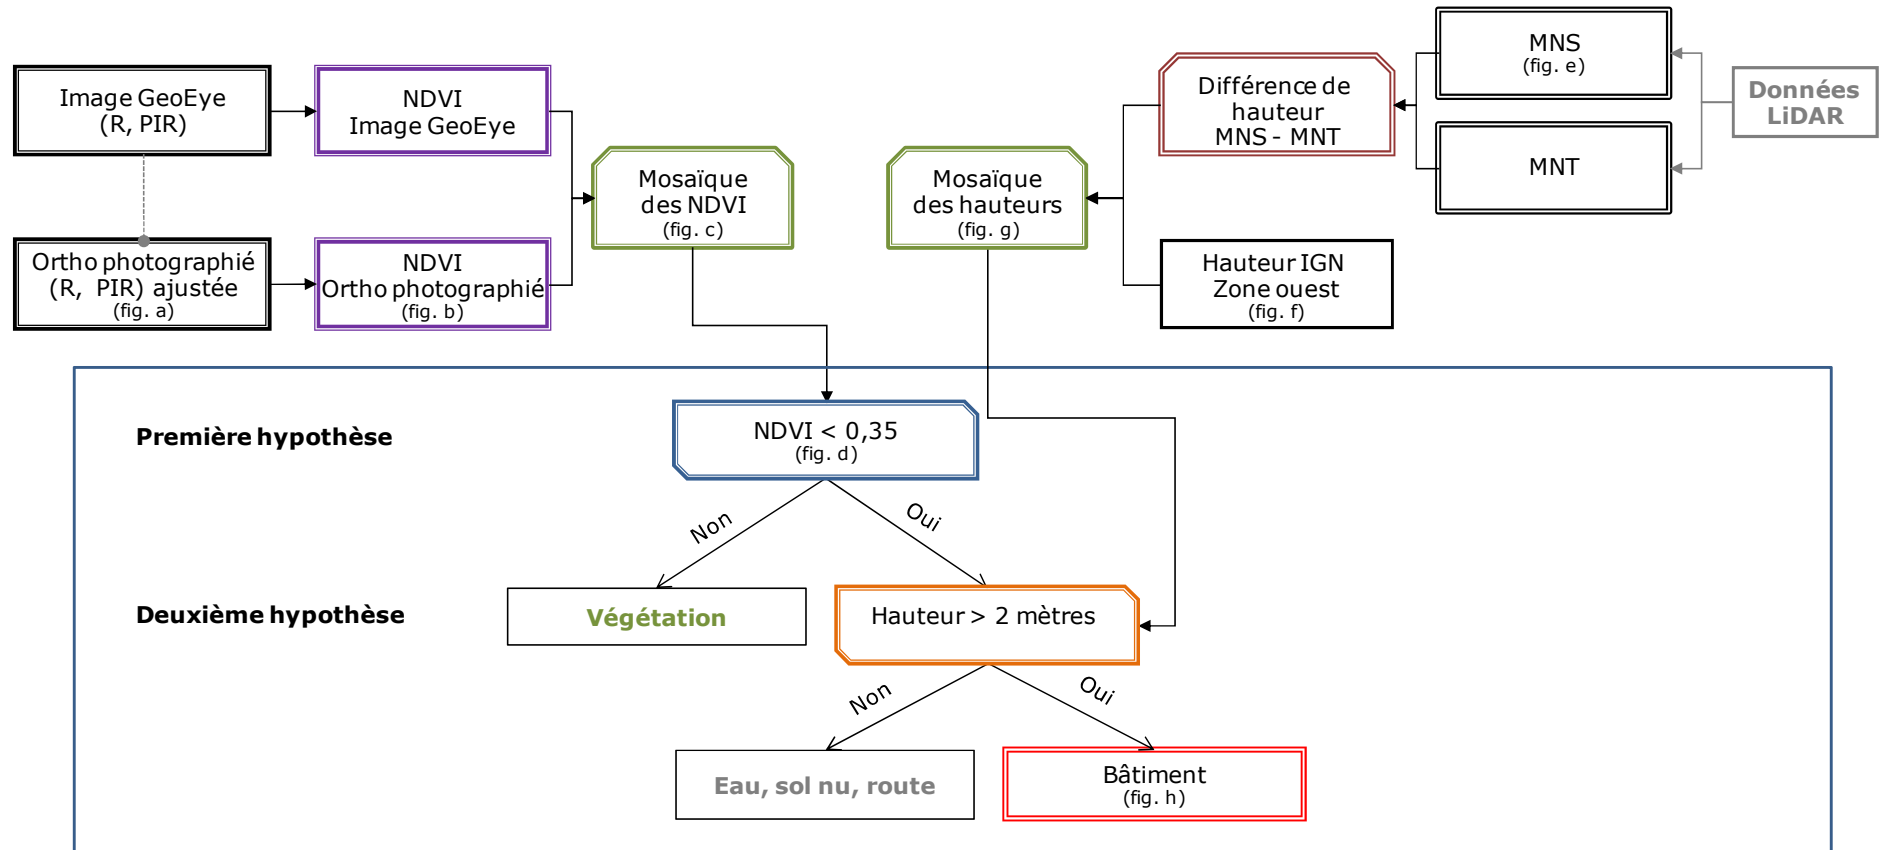 Image GeoEye
(R, PIR)
NDVI
Image GeoEye
Ortho photographié
(R, PIR) ajustée
(fig. a)
NDVI
Ortho photographié
(fig. b)
Mosaïque
des NDVI
(fig. c)
Mosaïque
des hauteurs
(fig. g)
Différence de
hauteur
MNS - MNT
Hauteur IGN
Zone ouest
(fig. f)
MNS
(fig. e)
MNT
Données
LiDAR
Première hypothèse
NDVI < 0,35
(fig. d)
Non
Oui
Deuxième hypothèse
Végétation
Hauteur > 2 mètres
Non
Oui
Eau, sol nu, route
Bâtiment
(fig. h)